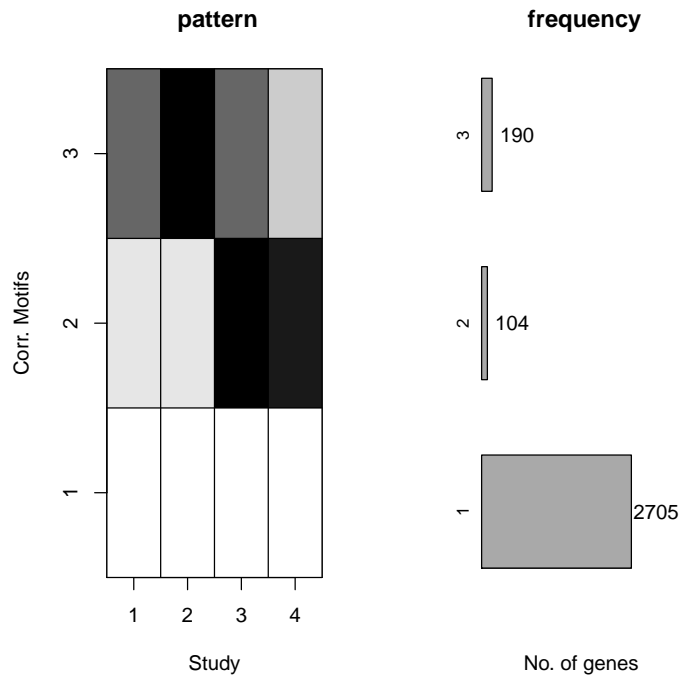 pattern
frequency
3
2
1
Corr. Motifs
1 2 3 4
Study
3
190
2
104
1
2705
No. of genes